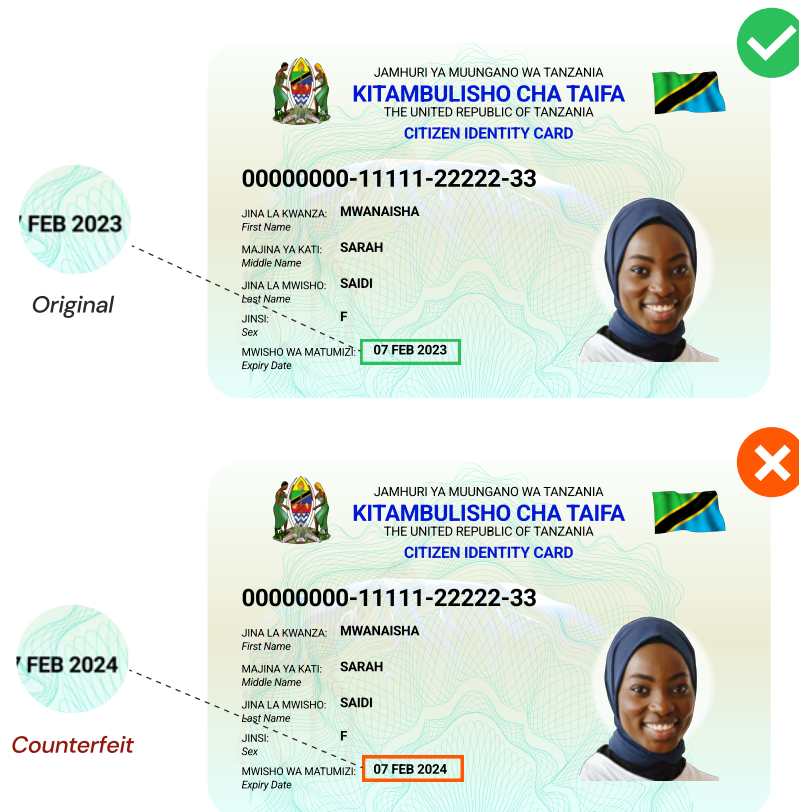 JAMHURI YA MUUNGANO WA TANZANIA
KITAMBULISHO CHA TAIFA
THE UNITED REPUBLIC OF TANZANIA
CITIZEN IDENTITY CARD
00000000-11111-22222-33
JINA LA KWANZA: MWANAISHA
First Name
MAJINA YA KATI: SARAH
Middle Name
JINA LA MWISHO: SAIDI
Last Name
JINSI: F
Sex
MWISHO WA MATUMIZI: 07 FEB 2023
Expiry Date
FEB 2023
Original
JAMHURI YA MUUNGANO WA TANZANIA
KITAMBULISHO CHA TAIFA
THE UNITED REPUBLIC OF TANZANIA
CITIZEN IDENTITY CARD
00000000-11111-22222-33
JINA LA KWANZA: MWANAISHA
First Name
MAJINA YA KATI: SARAH
Middle Name
JINA LA MWISHO: SAIDI
Last Name
JINSI: F
Sex
MWISHO WA MATUMIZI: 07 FEB 2024
Expiry Date
FEB 2024
Counterfeit